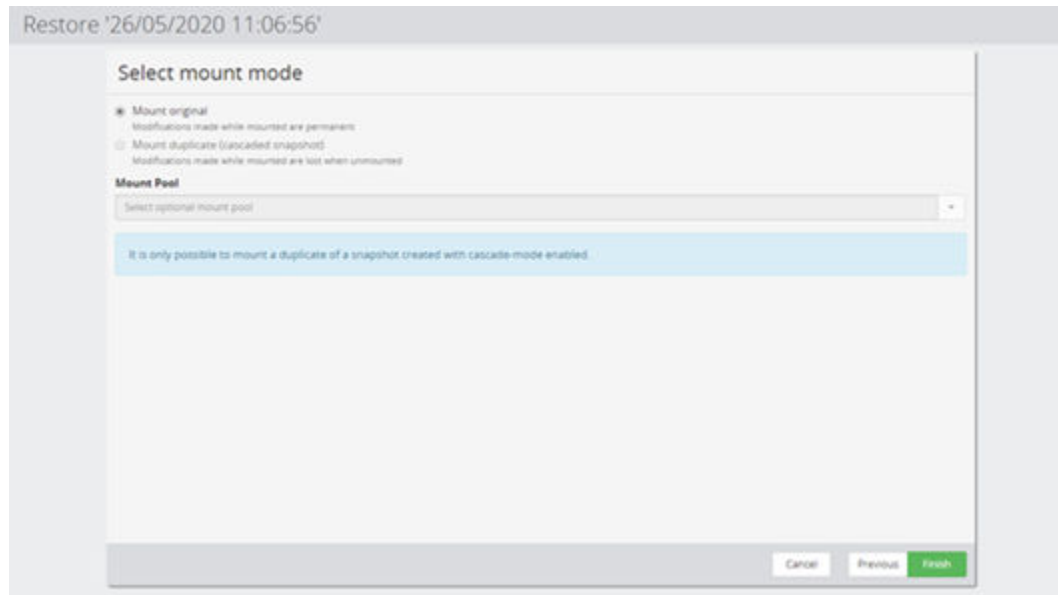 Restore '26/05/2020 11:06:56'
Select mount mode
Mount original
Modifications made while mounted are permanent
Mount duplicate (cascaded snapshot)
Modifications made while mounted are lost when unmounted
Mount Pool
Select optional mount pool
It is only possible to mount a duplicate of a snapshot created with cascade-mode enabled.
Cancel Previous Finish